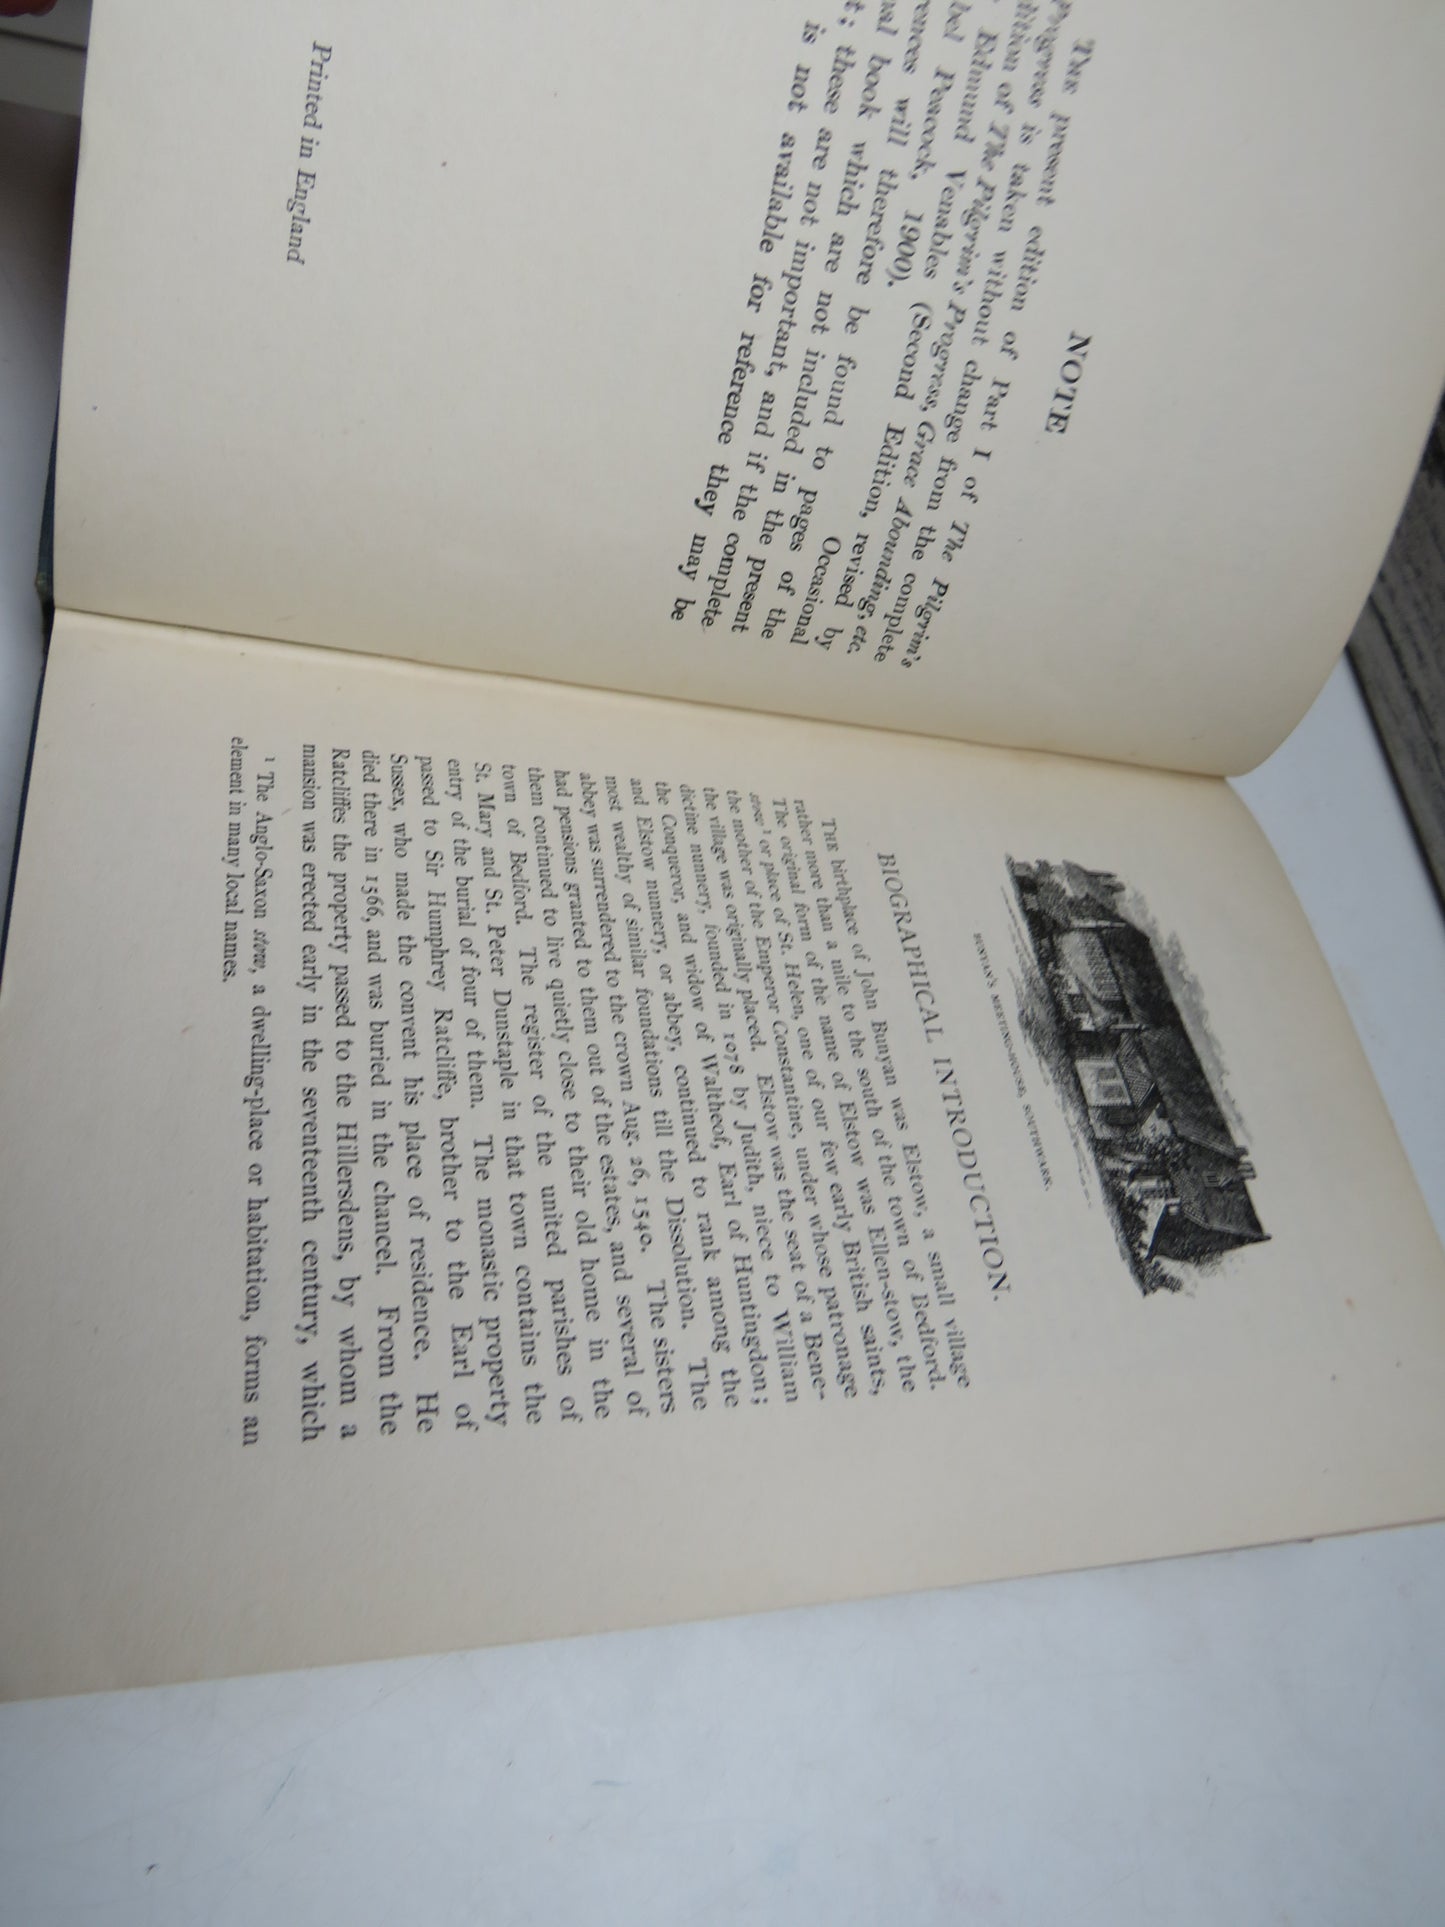 NOTE
THE present edition of Part I of The Pilgrim's
Progress is taken without change from the complete
edition of The Pilgrim's Progress, Grace Abounding, etc.
Edmund Venables (Second Edition, revised by
Peacock, 1900). Occasional
will therefore be found to pages of the
book which are not included in the present
; these are not important, and if the complete
is not available for reference they may be
Printed in England
BUNYAN'S MEETING-HOUSE, SOUTHWARK.
BIOGRAPHICAL INTRODUCTION.
THE birthplace of John Bunyan was Elstow, a small village
rather more than a mile to the south of the town of Bedford.
The original form of the name of Elstow was Ellen-stow, the
stow ¹ or place of St. Helen, one of our few early British saints,
the mother of the Emperor Constantine, under whose patronage
the village was originally placed. Elstow was the seat of a Bene-
dictine nunnery, founded in 1078 by Judith, niece to William
the Conqueror, and widow of Waltheof, Earl of Huntingdon;
and Elstow nunnery, or abbey, continued to rank among the
most wealthy of similar foundations till the Dissolution. The
abbey was surrendered to the crown Aug. 26, 1540. The sisters
had pensions granted to them out of the estates, and several of
them continued to live quietly close to their old home in the
town of Bedford. The register of the united parishes of
St. Mary and St. Peter Dunstaple in that town contains the
entry of the burial of four of them. The monastic property
passed to Sir Humphrey Ratcliffe, brother to the Earl of
Sussex, who made the convent his place of residence. He
died there in 1566, and was buried in the chancel. From the
Ratcliffes the property passed to the Hillersdens, by whom a
mansion was erected early in the seventeenth century, which
¹ The Anglo-Saxon stow, a dwelling-place or habitation, forms an
element in many local names.